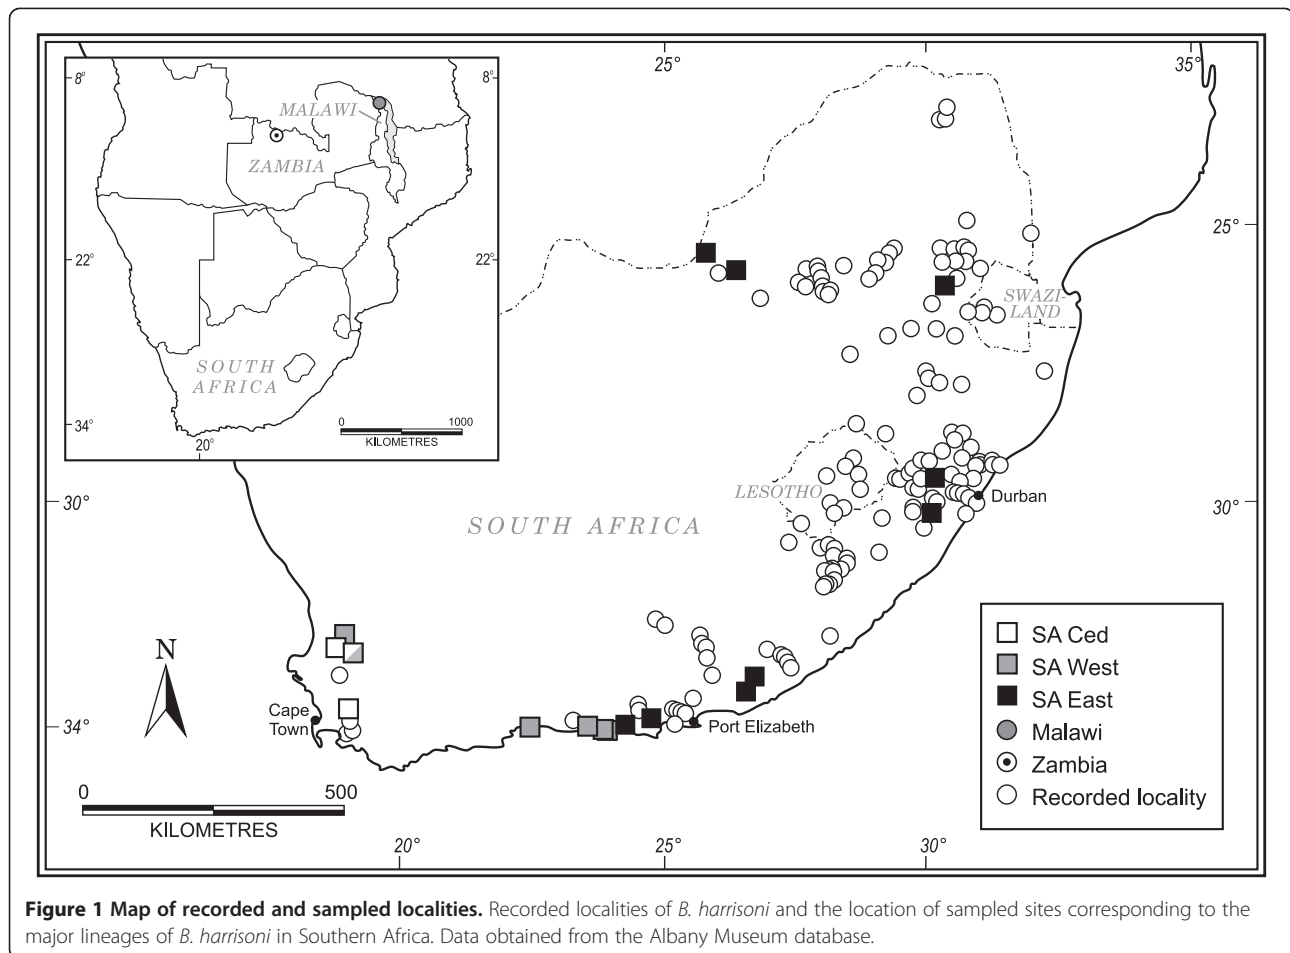 25°
30°
35°
8°
8°
MALAWI
ZAMBIA
22°
22°
SOUTH
AFRICA
34°
20°
0
1000
KILOMETRES
25°
SWAZI-
LAND
LESOTHO
Durban
30°
30°
SOUTH AFRICA
N
Cape
Town
Port Elizabeth
34°
34°
0
500
KILOMETRES
SA Ced
SA West
SA East
Malawi
Zambia
Recorded locality
20°
25°
30°
Figure 1 Map of recorded and sampled localities. Recorded localities of B. harrisoni and the location of sampled sites corresponding to the
major lineages of B. harrisoni in Southern Africa. Data obtained from the Albany Museum database.